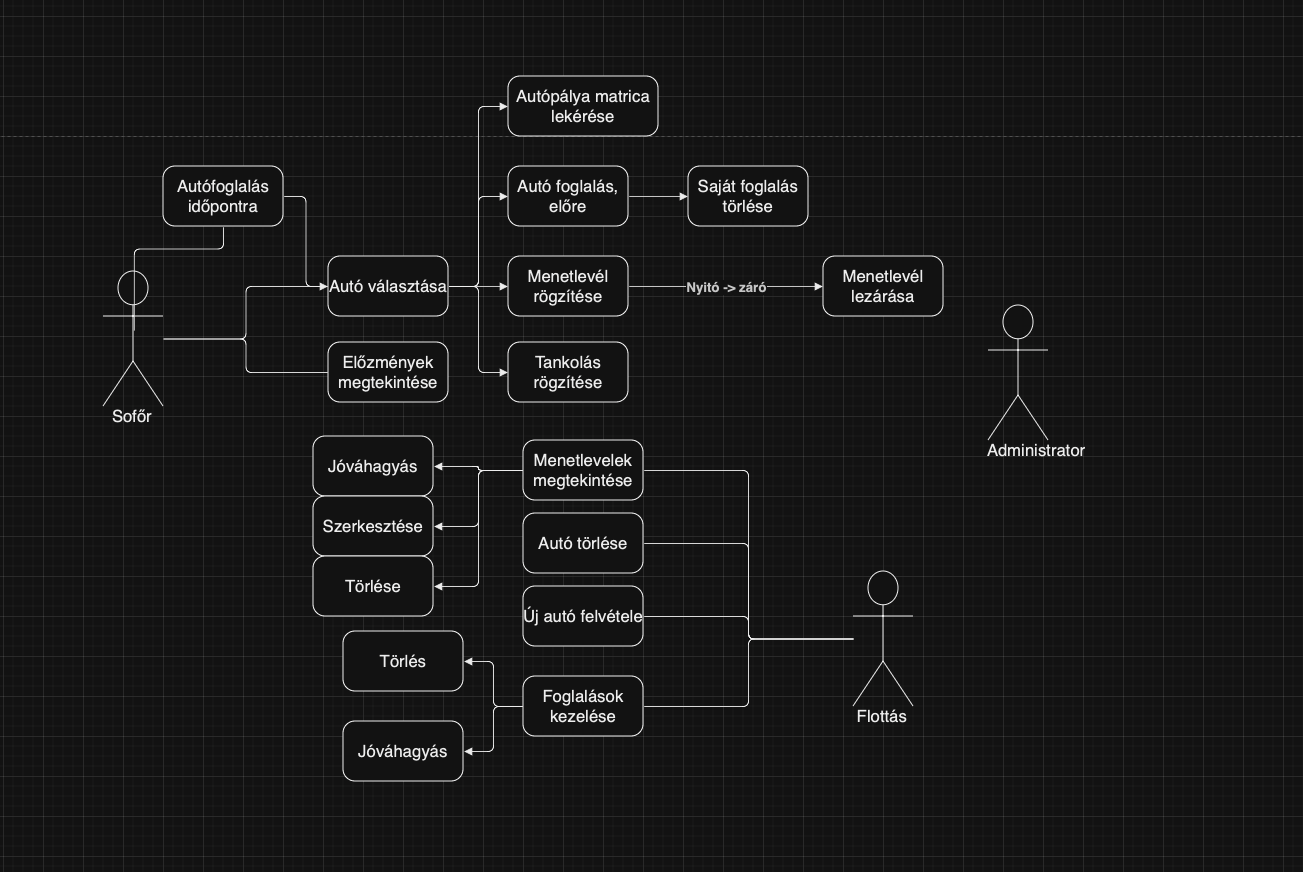 Autópálya matrica
lekérése
Autófoglalás
időpontra
Autó foglalás,
előre
Saját foglalás
törlése
Autó választása
Menetlevél
rögzítése
Nyitó -> záró
Menetlevél
lezárása
Előzmények
megtekintése
Tankolás
rögzítése
Sofőr
Administrator
Jóváhagyás
Menetlevelek
megtekintése
Szerkesztése
Autó törlése
Törlése
Új autó felvétele
Törlés
Foglalások
kezelése
Flottás
Jóváhagyás